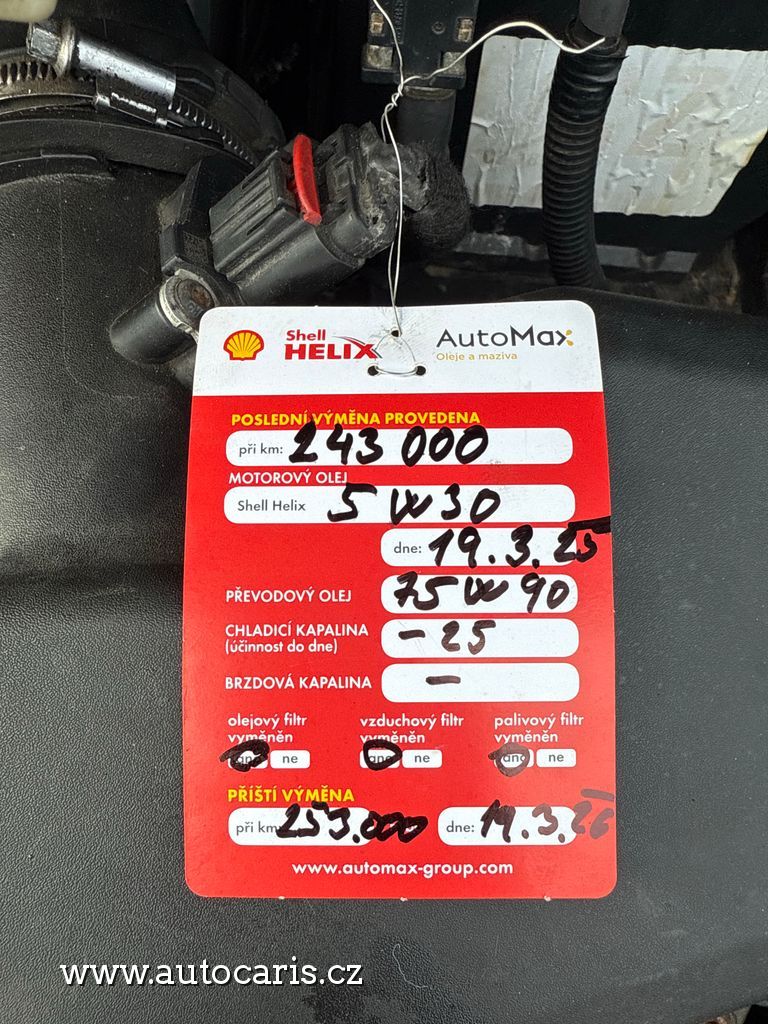 Shell
HELIX
AutoMax
Oleje a maziva
POSLEDNÍ VÝMĚNA PROVEDENA
při km: 243 000
MOTOROVÝ OLEJ
Shell Helix 5W30
dne: 19.3.25
PŘEVODOVÝ OLEJ 75W90
CHLADICÍ KAPALINA
(účinnost do dne) -25
BRZDOVÁ KAPALINA -
olejový filtr vzduchový filtr palivový filtr
vyměněn vyměněn vyměněn
ano ne ano ne ano ne
PŘÍŠTÍ VÝMĚNA
při km 253.000 dne: 19.3.26
www.automax-group.com
www.autocaris.cz